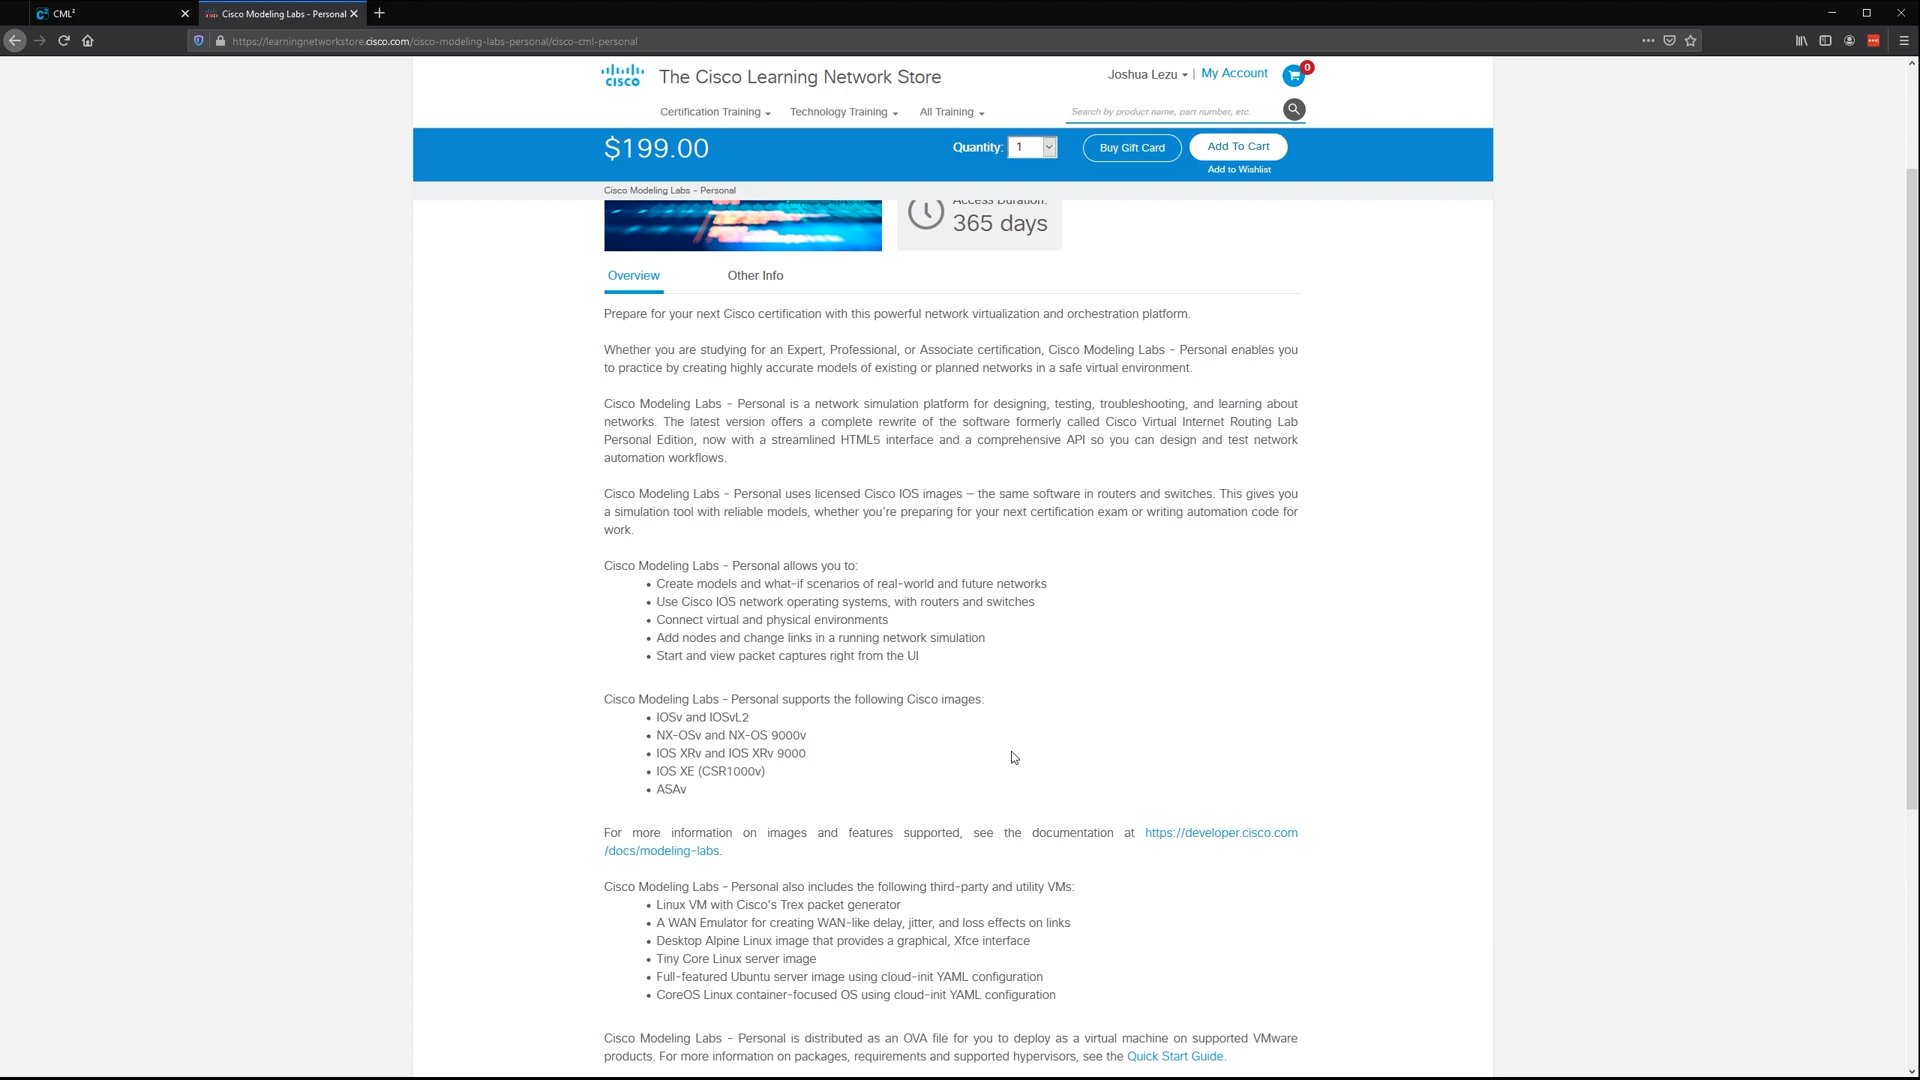 CML²
Cisco Modeling Labs - Personal
https://learningnetworkstore.cisco.com/cisco-modeling-labs-personal/cisco-cml-personal
CISCO
The Cisco Learning Network Store
Joshua Lezu | My Account
0
Certification Training
Technology Training
All Training
Search by product name, part number, etc.
$199.00
Quantity: 1
Buy Gift Card
Add To Cart
Add to Wishlist
Cisco Modeling Labs - Personal
Access Duration:
365 days
Overview
Other Info
Prepare for your next Cisco certification with this powerful network virtualization and orchestration platform.
Whether you are studying for an Expert, Professional, or Associate certification, Cisco Modeling Labs - Personal enables you
to practice by creating highly accurate models of existing or planned networks in a safe virtual environment.
Cisco Modeling Labs - Personal is a network simulation platform for designing, testing, troubleshooting, and learning about
networks. The latest version offers a complete rewrite of the software formerly called Cisco Virtual Internet Routing Lab
Personal Edition, now with a streamlined HTML5 interface and a comprehensive API so you can design and test network
automation workflows.
Cisco Modeling Labs - Personal uses licensed Cisco IOS images – the same software in routers and switches. This gives you
a simulation tool with reliable models, whether you're preparing for your next certification exam or writing automation code for
work.
Cisco Modeling Labs - Personal allows you to:
• Create models and what-if scenarios of real-world and future networks
• Use Cisco IOS network operating systems, with routers and switches
• Connect virtual and physical environments
• Add nodes and change links in a running network simulation
• Start and view packet captures right from the UI
Cisco Modeling Labs - Personal supports the following Cisco images:
• IOSv and IOSvL2
• NX-OSv and NX-OS 9000v
• IOS XRv and IOS XRv 9000
• IOS XE (CSR1000v)
• ASAv
For more information on images and features supported, see the documentation at https://developer.cisco.com
/docs/modeling-labs.
Cisco Modeling Labs - Personal also includes the following third-party and utility VMs:
• Linux VM with Cisco's Trex packet generator
• A WAN Emulator for creating WAN-like delay, jitter, and loss effects on links
• Desktop Alpine Linux image that provides a graphical, Xfce interface
• Tiny Core Linux server image
• Full-featured Ubuntu server image using cloud-init YAML configuration
• CoreOS Linux container-focused OS using cloud-init YAML configuration
Cisco Modeling Labs - Personal is distributed as an OVA file for you to deploy as a virtual machine on supported VMware
products. For more information on packages, requirements and supported hypervisors, see the Quick Start Guide.